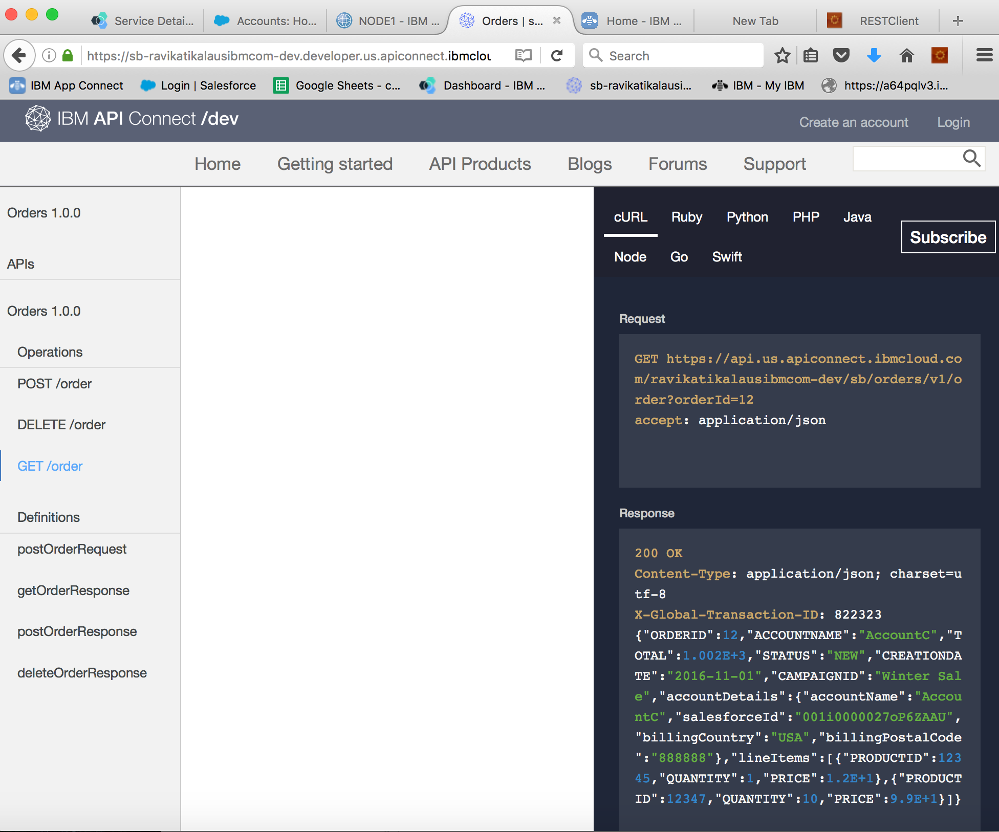 Service Detai...
Accounts: Ho...
NODE1 - IBM ...
Orders | s...
Home - IBM ...
New Tab
RESTClient
https://sb-ravikatikalausibmcom-dev.developer.us.apiconnect.ibmclou
Search
IBM App Connect
Login | Salesforce
Google Sheets - c...
Dashboard - IBM ...
sb-ravikatikalausi...
IBM - My IBM
https://a64pqlv3.i...
IBM API Connect /dev
Create an account
Login
Home
Getting started
API Products
Blogs
Forums
Support
Orders 1.0.0
APIs
Orders 1.0.0
Operations
POST /order
DELETE /order
GET /order
Definitions
postOrderRequest
getOrderResponse
postOrderResponse
deleteOrderResponse
cURL Ruby Python PHP Java
Node Go Swift
Subscribe
Request
GET https://api.us.apiconnect.ibmcloud.co
m/ravikatikalausibmcom-dev/sb/orders/v1/o
rder?orderId=12
accept: application/json
Response
200 OK
Content-Type: application/json; charset=u
tf-8
X-Global-Transaction-ID: 822323
{"ORDERID":12,"ACCOUNTNAME":"AccountC","T
OTAL":1.002E+3,"STATUS":"NEW","CREATIONDA
TE":"2016-11-01","CAMPAIGNID":"Winter Sal
e","accountDetails":{"accountName":"Accou
ntC","salesforceId":"001i0000027oP6ZAAU",
"billingCountry":"USA","billingPostalCode
":"888888"},"lineItems":[{"PRODUCTID":123
45,"QUANTITY":1,"PRICE":1.2E+1},{"PRODUCT
ID":12347,"QUANTITY":10,"PRICE":9.9E+1}]}